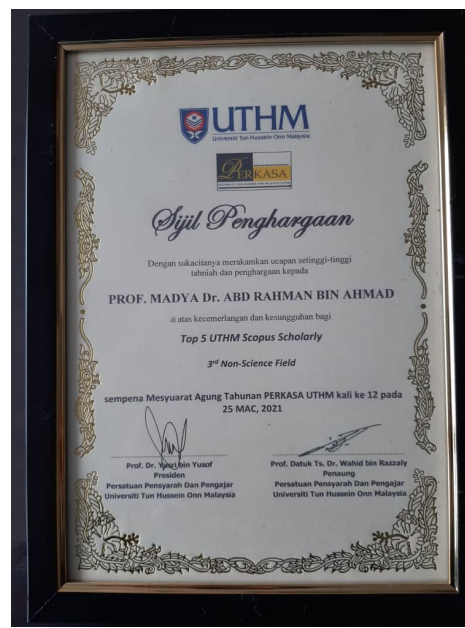 UTHM
Universiti Tun Hussein Onn Malaysia
PERKASA
Sijil Penghargaan
Dengan sukacitanya merakamkan ucapan setinggi-tinggi
tahniah dan penghargaan kepada
PROF. MADYA Dr. ABD RAHMAN BIN AHMAD
di atas kecemerlangan dan kesungguhan bagi
Top 5 UTHM Scopus Scholarly
3rd Non-Science Field
sempena Mesyuarat Agung Tahunan PERKASA UTHM kali ke 12 pada
25 MAC, 2021
Prof. Dr. Yusri bin Yusof
Presiden
Persatuan Pensyarah Dan Pengajar
Universiti Tun Hussein Onn Malaysia
Prof. Datuk Ts. Dr. Wahid bin Razzaly
Penaung
Persatuan Pensyarah Dan Pengajar
Universiti Tun Hussein Onn Malaysia